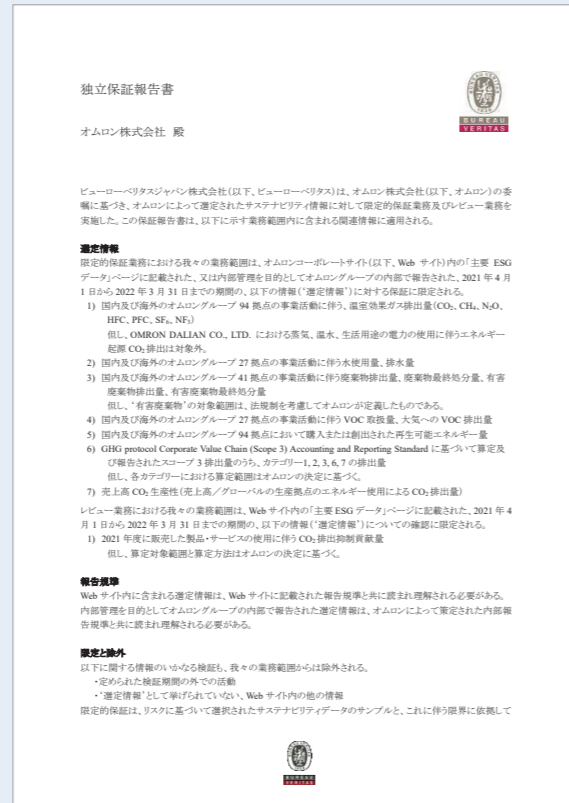 独立保証報告書
BUREAU
VERITAS
オムロン株式会社 殿
ビューローベリタスジャパン株式会社（以下、ビューローベリタス）は、オムロン株式会社（以下、オムロン）の委
嘱に基づき、オムロンによって選定されたサステナビリティ情報に対して限定的保証業務及びレビュー業務を
実施した。この保証報告書は、以下に示す業務範囲内に含まれる関連情報に適用される。
選定情報
限定的保証業務における我々の業務範囲は、オムロンコーポレートサイト（以下、Web サイト）内の「主要 ESG
データ」ページに記載された、又は内部管理を目的としてオムロングループの内部で報告された、2021 年 4 月
1 日から 2022 年 3 月 31 日までの期間の、以下の情報（‘選定情報’）に対する保証に限定される。
1) 国内及び海外のオムロングループ 94 拠点の事業活動に伴う、温室効果ガス排出量（CO₂、CH₄、N₂O、
HFC、PFC、SF₆、NF₃）
但し、OMRON DALIAN CO., LTD. における蒸気、温水、生活用途の電力の使用に伴うエネルギー
起源 CO₂ 排出は対象外。
2) 国内及び海外のオムロングループ 27 拠点の事業活動に伴う水使用量、排水量
3) 国内及び海外のオムロングループ 41 拠点の事業活動に伴う廃棄物排出量、廃棄物最終処分量、有害
廃棄物排出量、有害廃棄物最終処分量
但し、‘有害廃棄物’の対象範囲は、法規制を考慮してオムロンが定義したものである。
4) 国内及び海外のオムロングループ 27 拠点の事業活動に伴う VOC 取扱量、大気への VOC 排出量
5) 国内及び海外のオムロングループ 94 拠点において購入または創出された再生可能エネルギー量
6) GHG protocol Corporate Value Chain (Scope 3) Accounting and Reporting Standard に基づいて算定及
び報告されたスコープ 3 排出量のうち、カテゴリー1, 2, 3, 6, 7 の排出量
但し、各カテゴリーにおける算定範囲はオムロンの決定に基づく。
7) 売上高 CO₂ 生産性（売上高／グローバルの生産拠点のエネルギー使用による CO₂ 排出量）
レビュー業務における我々の業務範囲は、Web サイト内の「主要 ESG データ」ページに記載された、2021 年 4
月 1 日から 2022 年 3 月 31 日までの期間の、以下の情報（‘選定情報’）についての確認に限定される。
1) 2021 年度に販売した製品・サービスの使用に伴う CO₂ 排出抑制貢献量
但し、算定対象範囲と算定方法はオムロンの決定に基づく。
報告規準
Web サイト内に含まれる選定情報は、Web サイトに記載された報告規準と共に読まれ理解される必要がある。
内部管理を目的としてオムロングループの内部で報告された選定情報は、オムロンによって策定された内部報
告規準と共に読まれ理解される必要がある。
限定と除外
以下に関する情報のいかなる検証も、我々の業務範囲からは除外される。
・定められた検証期間の外での活動
・‘選定情報’として挙げられていない、Web サイト内の他の情報
限定的保証は、リスクに基づいて選択されたサステナビリティデータのサンプルと、これに伴う限界に依拠して
BUREAU
VERITAS